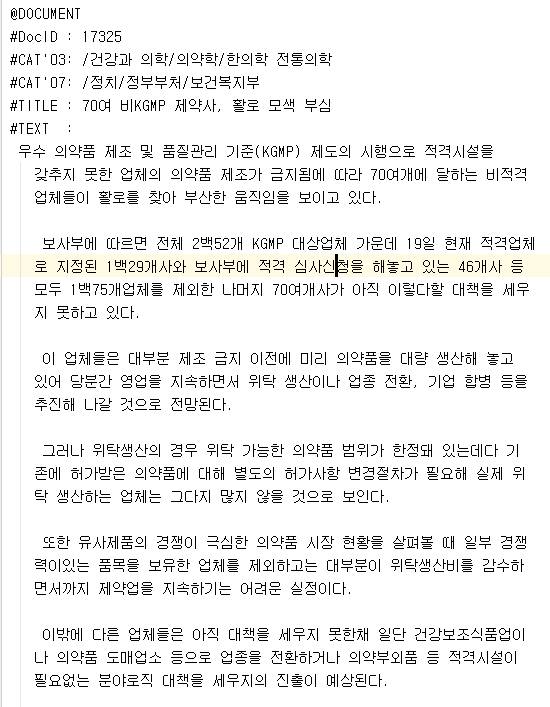 @DOCUMENT
#DocID : 17325
#CAT'03: /건강과 의학/의약학/한의학 전통의학
#CAT'07: /정치/정부부처/보건복지부
#TITLE : 70여 비KGMP 제약사, 활로 모색 부심
#TEXT :
우수 의약품 제조 및 품질관리 기준(KGMP) 제도의 시행으로 적격시설을
갖추지 못한 업체의 의약품 제조가 금지됨에 따라 70여개에 달하는 비적격
업체들이 활로를 찾아 부산한 움직임을 보이고 있다.
보사부에 따르면 전체 2백52개 KGMP 대상업체 가운데 19일 현재 적격업체
로 지정된 1백29개사와 보사부에 적격 심사신청을 해놓고 있는 46개사 등
모두 1백75개업체를 제외한 나머지 70여개사가 아직 이렇다할 대책을 세우
지 못하고 있다.
이 업체들은 대부분 제조 금지 이전에 미리 의약품을 대량 생산해 놓고
있어 당분간 영업을 지속하면서 위탁 생산이나 업종 전환, 기업 합병 등을
추진해 나갈 것으로 전망된다.
그러나 위탁생산의 경우 위탁 가능한 의약품 범위가 한정돼 있는데다 기
존에 허가받은 의약품에 대해 별도의 허가사항 변경절차가 필요해 실제 위
탁 생산하는 업체는 그다지 많지 않을 것으로 보인다.
또한 유사제품의 경쟁이 극심한 의약품 시장 현황을 살펴볼 때 일부 경쟁
력이있는 품목을 보유한 업체를 제외하고는 대부분이 위탁생산비를 감수하
면서까지 제약업을 지속하기는 어려운 실정이다.
이밖에 다른 업체들은 아직 대책을 세우지 못한채 일단 건강보조식품업이
나 의약품 도매업소 등으로 업종을 전환하거나 의약부외품 등 적격시설이
필요없는 분야로직 대책을 세우지의 진출이 예상된다.